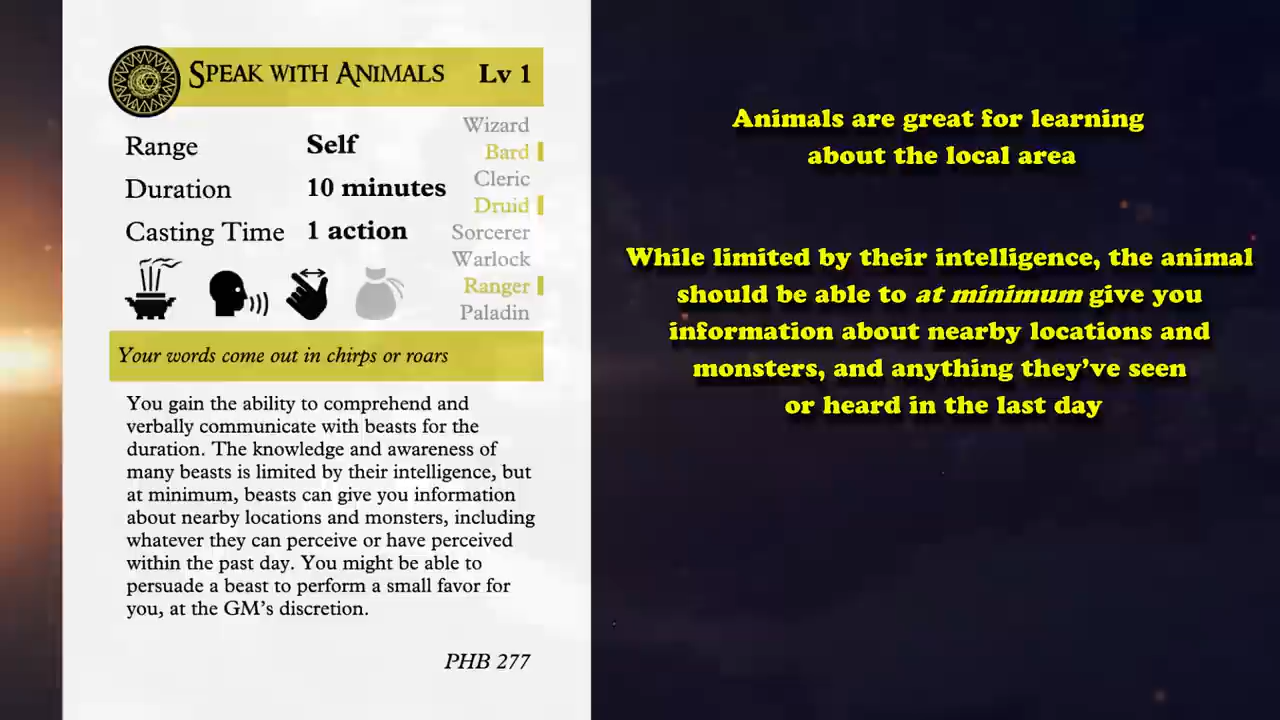 Speak with Animals Lv 1
Range Self
Duration 10 minutes
Casting Time 1 action
Wizard
Bard
Cleric
Druid
Sorcerer
Warlock
Ranger
Paladin
Your words come out in chirps or roars
You gain the ability to comprehend and
verbally communicate with beasts for the
duration. The knowledge and awareness of
many beasts is limited by their intelligence, but
at minimum, beasts can give you information
about nearby locations and monsters, including
whatever they can perceive or have perceived
within the past day. You might be able to
persuade a beast to perform a small favor for
you, at the GM's discretion.
PHB 277
Animals are great for learning
about the local area
While limited by their intelligence, the animal
should be able to at minimum give you
information about nearby locations and
monsters, and anything they've seen
or heard in the last day